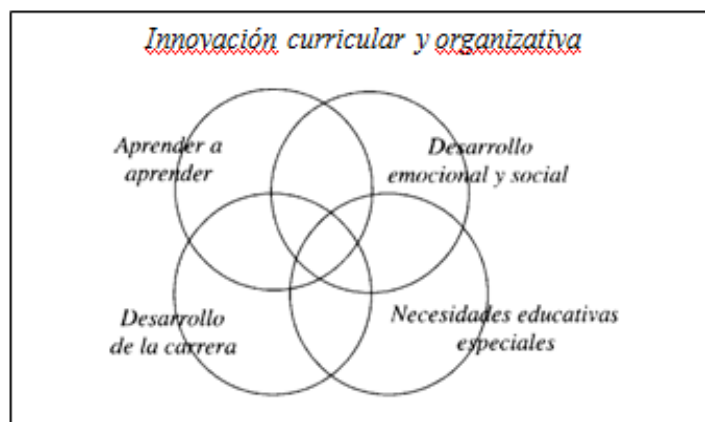 Innovación curricular y organizativa
Aprender a
aprender
Desarrollo
emocional y social
Desarrollo
de la carrera
Necesidades educativas
especiales